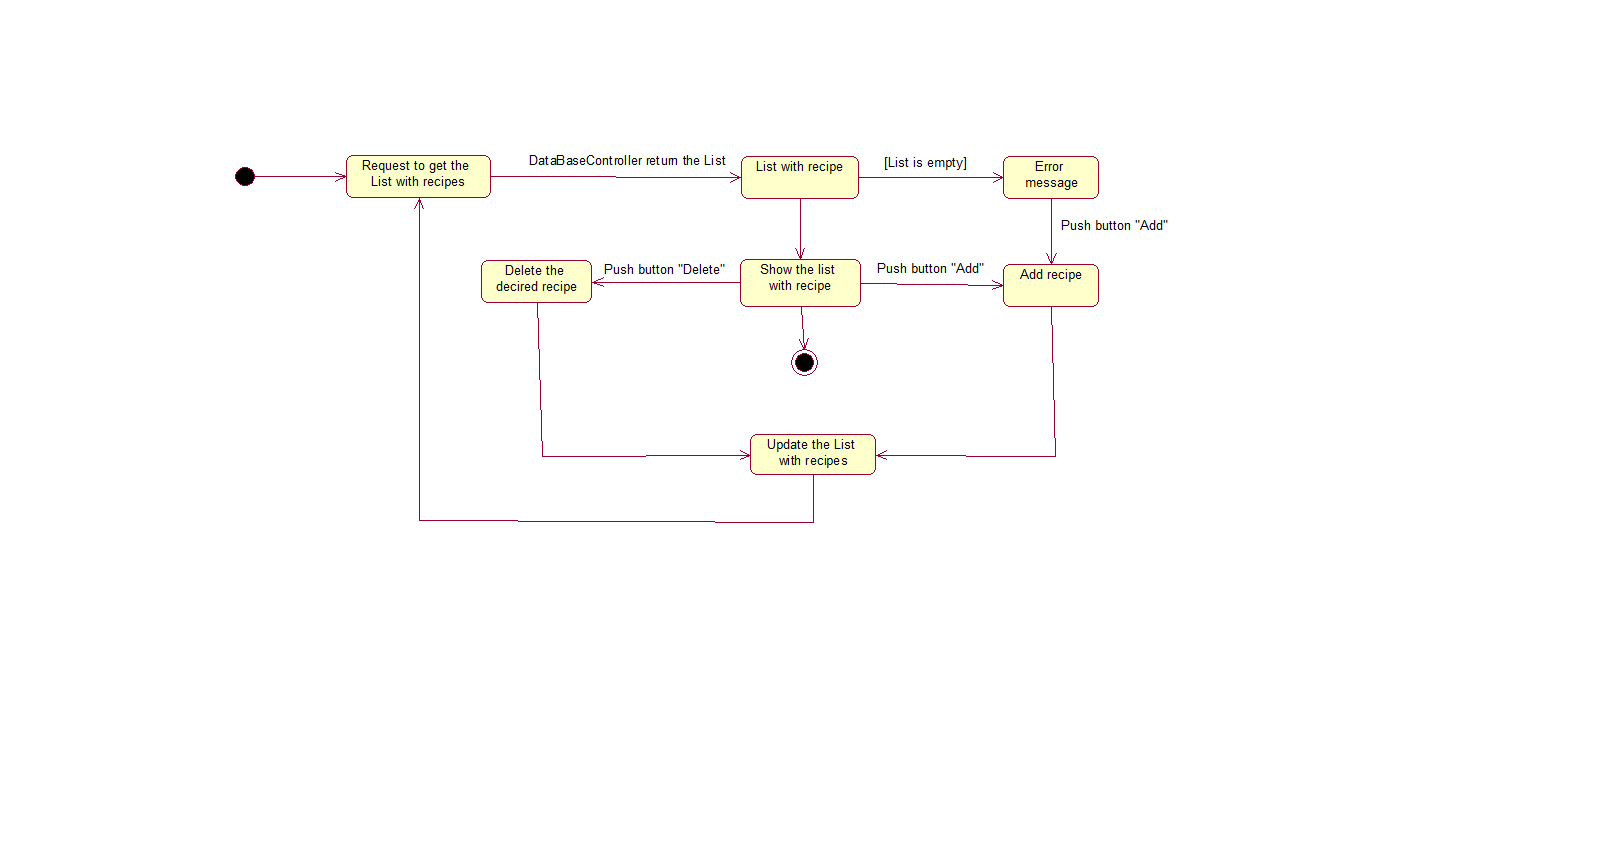 Request to get the
List with recipes
DataBaseController return the List
List with recipe
[List is empty]
Error
message
Push button "Add"
Delete the
decired recipe
Push button "Delete"
Show the list
with recipe
Push button "Add"
Add recipe
Update the List
with recipes